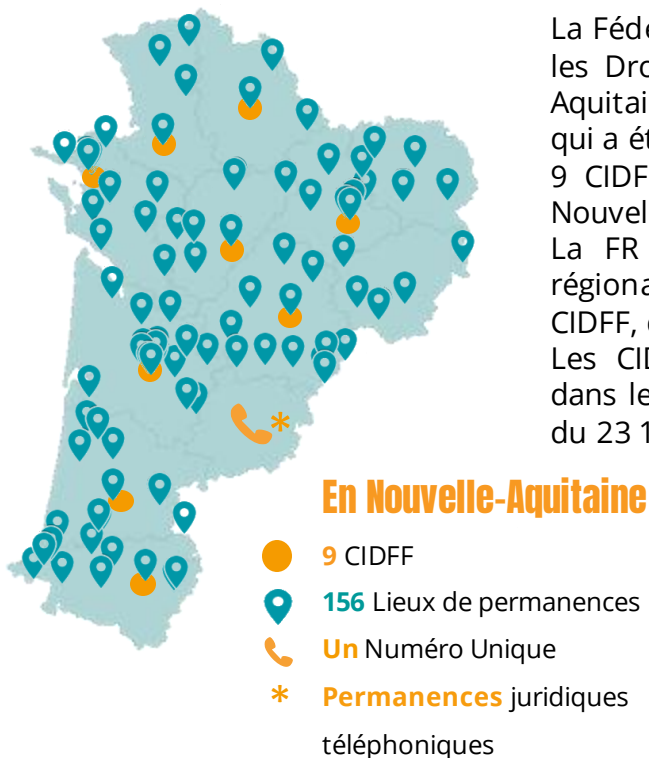 La Féde
les Dro
Aquitai
qui a ét
9 CIDF
Nouvel
La FR
régiona
CIDFF,
Les CID
dans le
du 23 1
En Nouvelle-Aquitaine
9 CIDFF
156 Lieux de permanences
Un Numéro Unique
*
* Permanences juridiques
téléphoniques